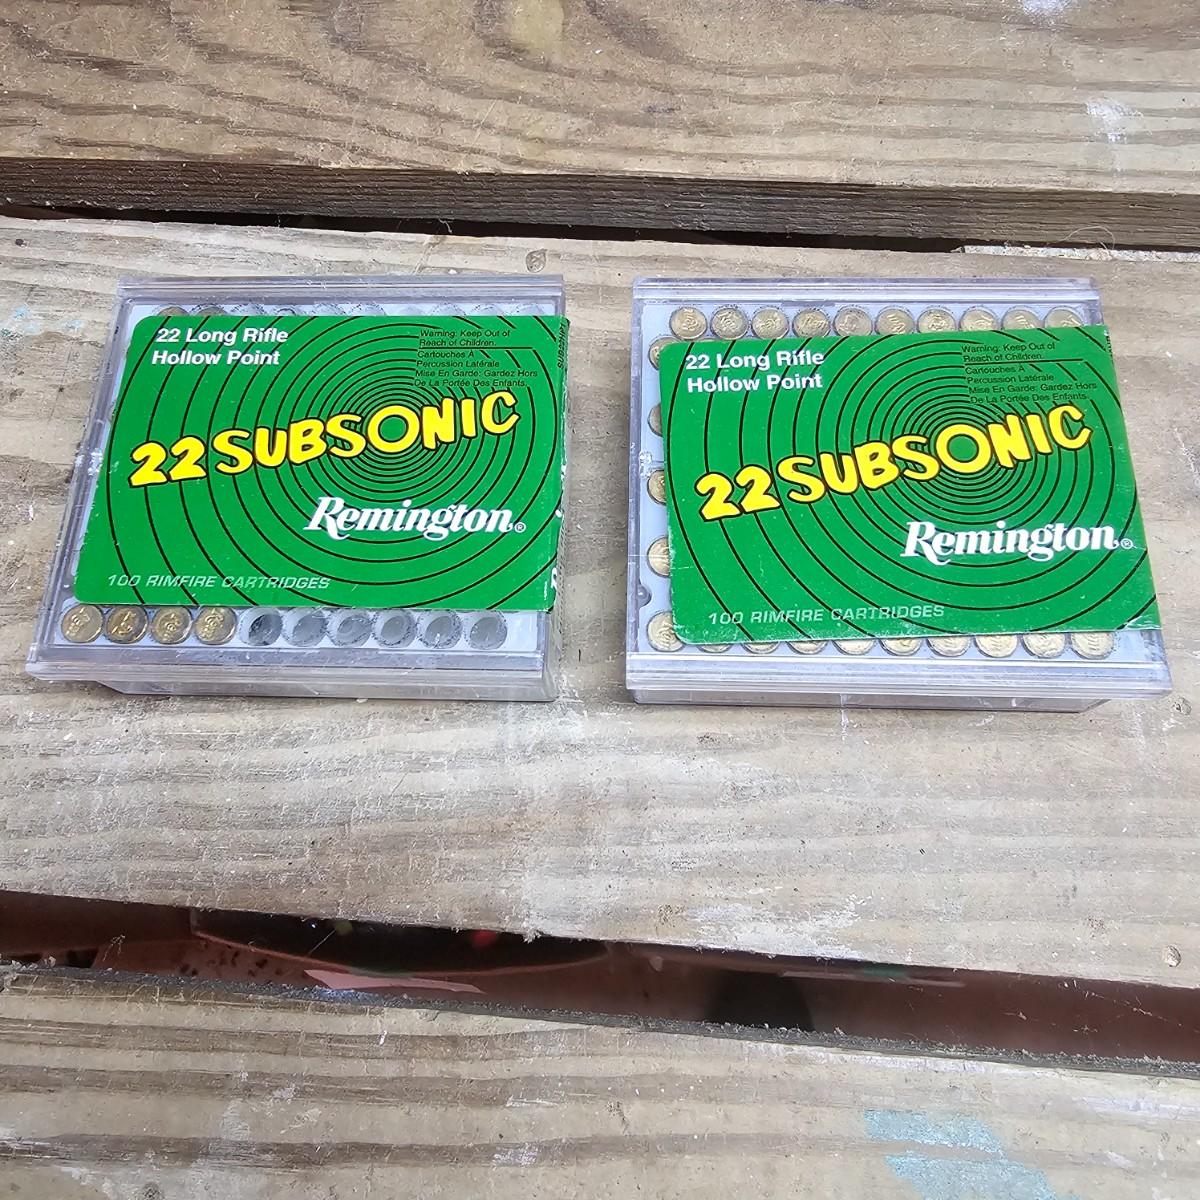 22 Long Rifle
Hollow Point
Warning: Keep Out of
Reach of Children.
Cartouches À
Percussion Latérale
Mise En Garde: Gardez Hors
De La Portée Des Enfants.
22 SUBSONIC
Remington®
100 RIMFIRE CARTRIDGES
22 Long Rifle
Hollow Point
Warning: Keep Out of
Reach of Children.
Cartouches À
Percussion Latérale
Mise En Garde: Gardez Hors
De La Portée Des Enfants.
22 SUBSONIC
Remington®
100 RIMFIRE CARTRIDGES